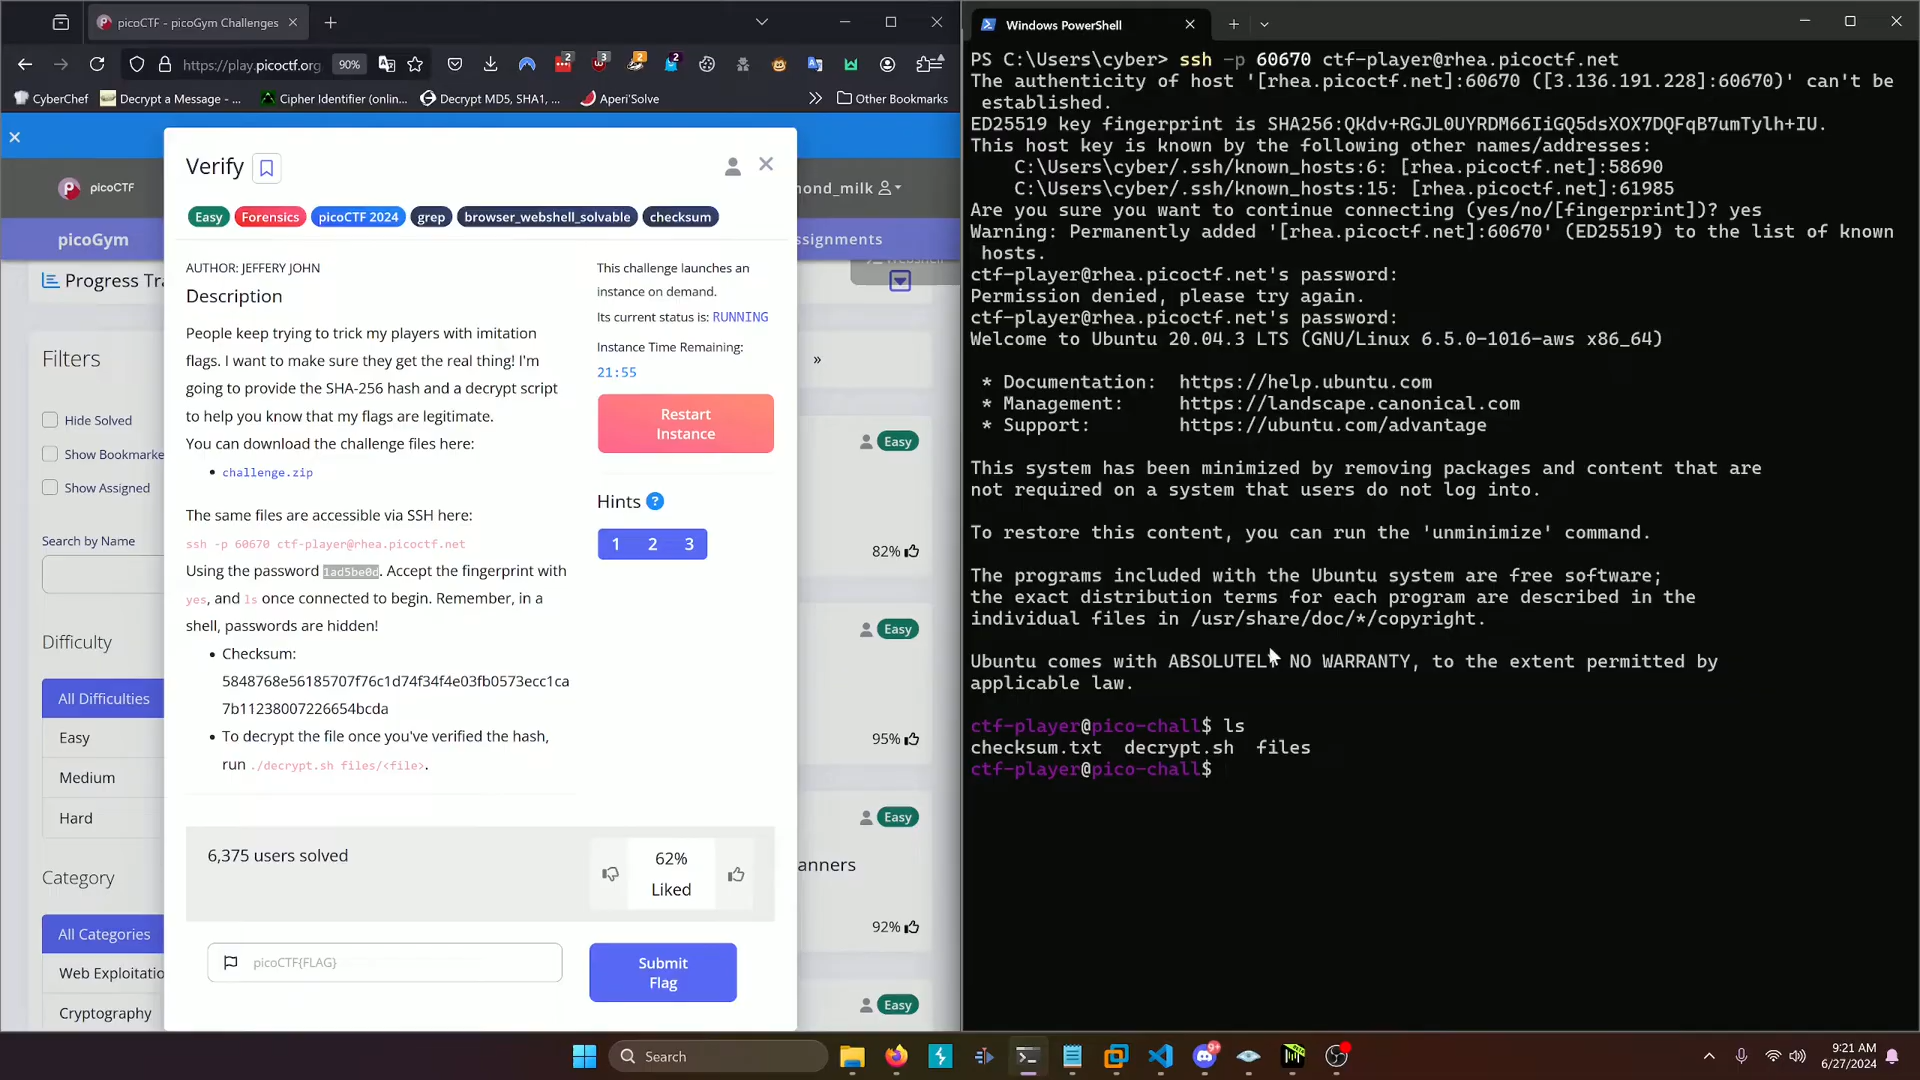 picoCTF - picoGym Challenges
https://play.picoctf.org
90%
2
3
2
2
CyberChef
Decrypt a Message - ...
Cipher Identifier (onlin...
Decrypt MD5, SHA1, ...
Aperi'Solve
Other Bookmarks
picoCTF
mond_milk
picoGym
ssignments
Progress Tra
Filters
Hide Solved
Show Bookmarke
Show Assigned
Search by Name
Difficulty
All Difficulties
Easy
Medium
Hard
Category
All Categories
Web Exploitatio
Cryptography
Verify
Easy
Forensics
picoCTF 2024
grep
browser_webshell_solvable
checksum
AUTHOR: JEFFERY JOHN
Description
People keep trying to trick my players with imitation
flags. I want to make sure they get the real thing! I'm
going to provide the SHA-256 hash and a decrypt script
to help you know that my flags are legitimate.
You can download the challenge files here:
• challenge.zip
The same files are accessible via SSH here:
ssh -p 60670 ctf-player@rhea.picoctf.net
Using the password 1ad5be0d. Accept the fingerprint with
yes, and ls once connected to begin. Remember, in a
shell, passwords are hidden!
• Checksum:
5848768e56185707f76c1d74f34f4e03fb0573ecc1ca
7b11238007226654bcda
• To decrypt the file once you've verified the hash,
run ./decrypt.sh files/<file>.
This challenge launches an
instance on demand.
Its current status is: RUNNING
Instance Time Remaining:
21:55
Restart
Instance
Hints ?
1 2 3
6,375 users solved
62%
Liked
picoCTF{FLAG}
Submit
Flag
»
Easy
82%
Easy
95%
Easy
anners
92%
Easy
Windows PowerShell
PS C:\Users\cyber> ssh -p 60670 ctf-player@rhea.picoctf.net
The authenticity of host '[rhea.picoctf.net]:60670 ([3.136.191.228]:60670)' can't be
established.
ED25519 key fingerprint is SHA256:QKdv+RGJL0UYRDM66IiGQ5dsXOX7DQFqB7umTylh+IU.
This host key is known by the following other names/addresses:
C:\Users\cyber/.ssh/known_hosts:6: [rhea.picoctf.net]:58690
C:\Users\cyber/.ssh/known_hosts:15: [rhea.picoctf.net]:61985
Are you sure you want to continue connecting (yes/no/[fingerprint])? yes
Warning: Permanently added '[rhea.picoctf.net]:60670' (ED25519) to the list of known
hosts.
ctf-player@rhea.picoctf.net's password:
Permission denied, please try again.
ctf-player@rhea.picoctf.net's password:
Welcome to Ubuntu 20.04.3 LTS (GNU/Linux 6.5.0-1016-aws x86_64)
* Documentation: https://help.ubuntu.com
* Management: https://landscape.canonical.com
* Support: https://ubuntu.com/advantage
This system has been minimized by removing packages and content that are
not required on a system that users do not log into.
To restore this content, you can run the 'unminimize' command.
The programs included with the Ubuntu system are free software;
the exact distribution terms for each program are described in the
individual files in /usr/share/doc/*/copyright.
Ubuntu comes with ABSOLUTELY NO WARRANTY, to the extent permitted by
applicable law.
ctf-player@pico-chall$ ls
checksum.txt decrypt.sh files
ctf-player@pico-chall$
Search
9+
9:21 AM
6/27/2024